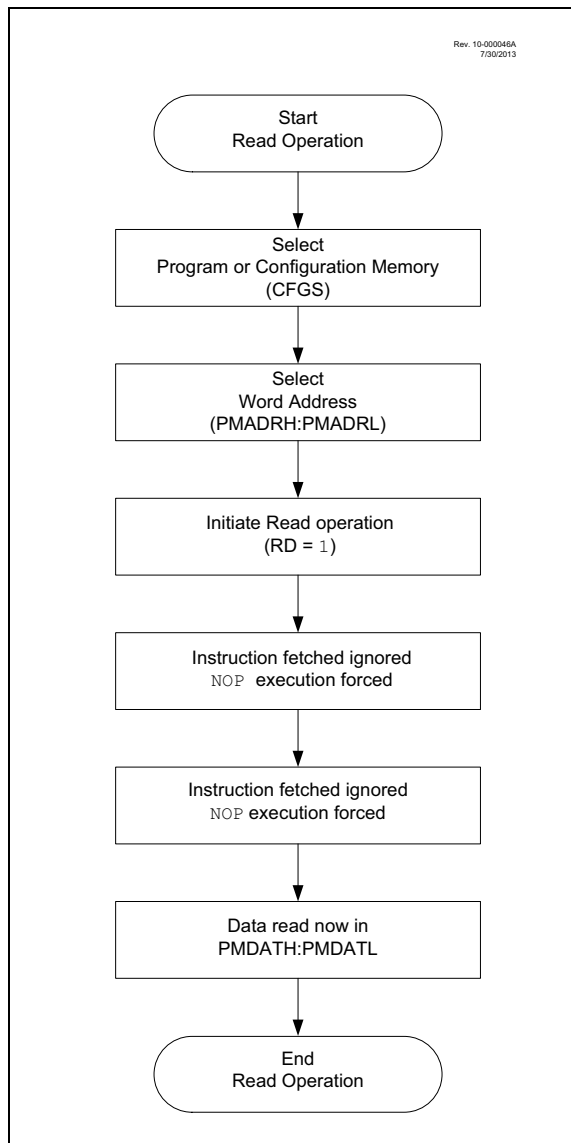 Rev. 10-000046A
7/30/2013
Start
Read Operation
Select
Program or Configuration Memory
(CFGS)
Select
Word Address
(PMADRH:PMADRL)
Initiate Read operation
(RD = 1)
Instruction fetched ignored
NOP execution forced
Instruction fetched ignored
NOP execution forced
Data read now in
PMDATH:PMDATL
End
Read Operation